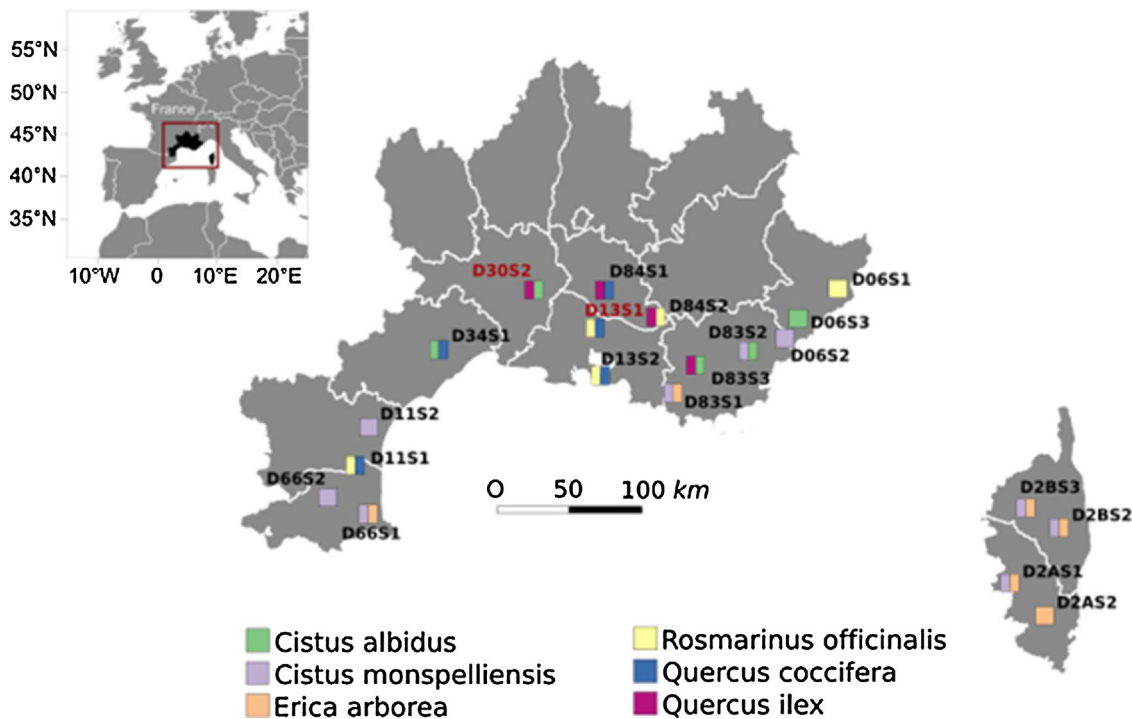 55°N
50°N
45°N
40°N
35°N
France
10°W 0 10°E 20°E
D30S2
D84S1
D06S1
D13S1
D84S2
D06S3
D34S1
D83S2
D06S2
D13S2
D83S3
D83S1
D11S2
D11S1
D66S2
D66S1
0 50 100 km
D2BS3
D2BS2
D2AS1
D2AS2
Cistus albidus
Cistus monspelliensis
Erica arborea
Rosmarinus officinalis
Quercus coccifera
Quercus ilex